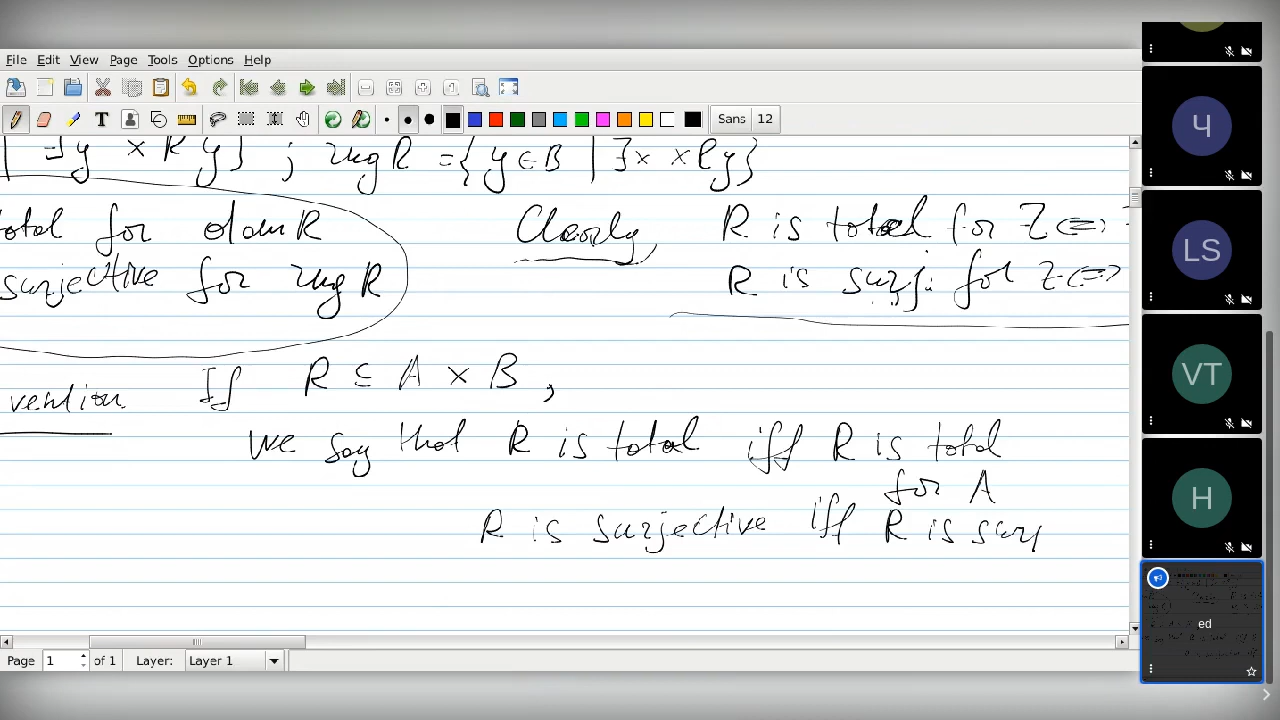 File Edit View Page Tools Options Help
Sans 12
∃y x R y} ; rng R = {y ∈ B | ∃x xRy}
total for dom R
surjective for rng R
Clearly, R is total for Z ⇔
R is surj. for Z ⇔
vention If R ⊆ A × B ,
we say that R is total iff R is total
for A
R is surjective iff R is surj
Page 1 of 1 Layer: Layer 1
Ч
LS
VT
H
ed